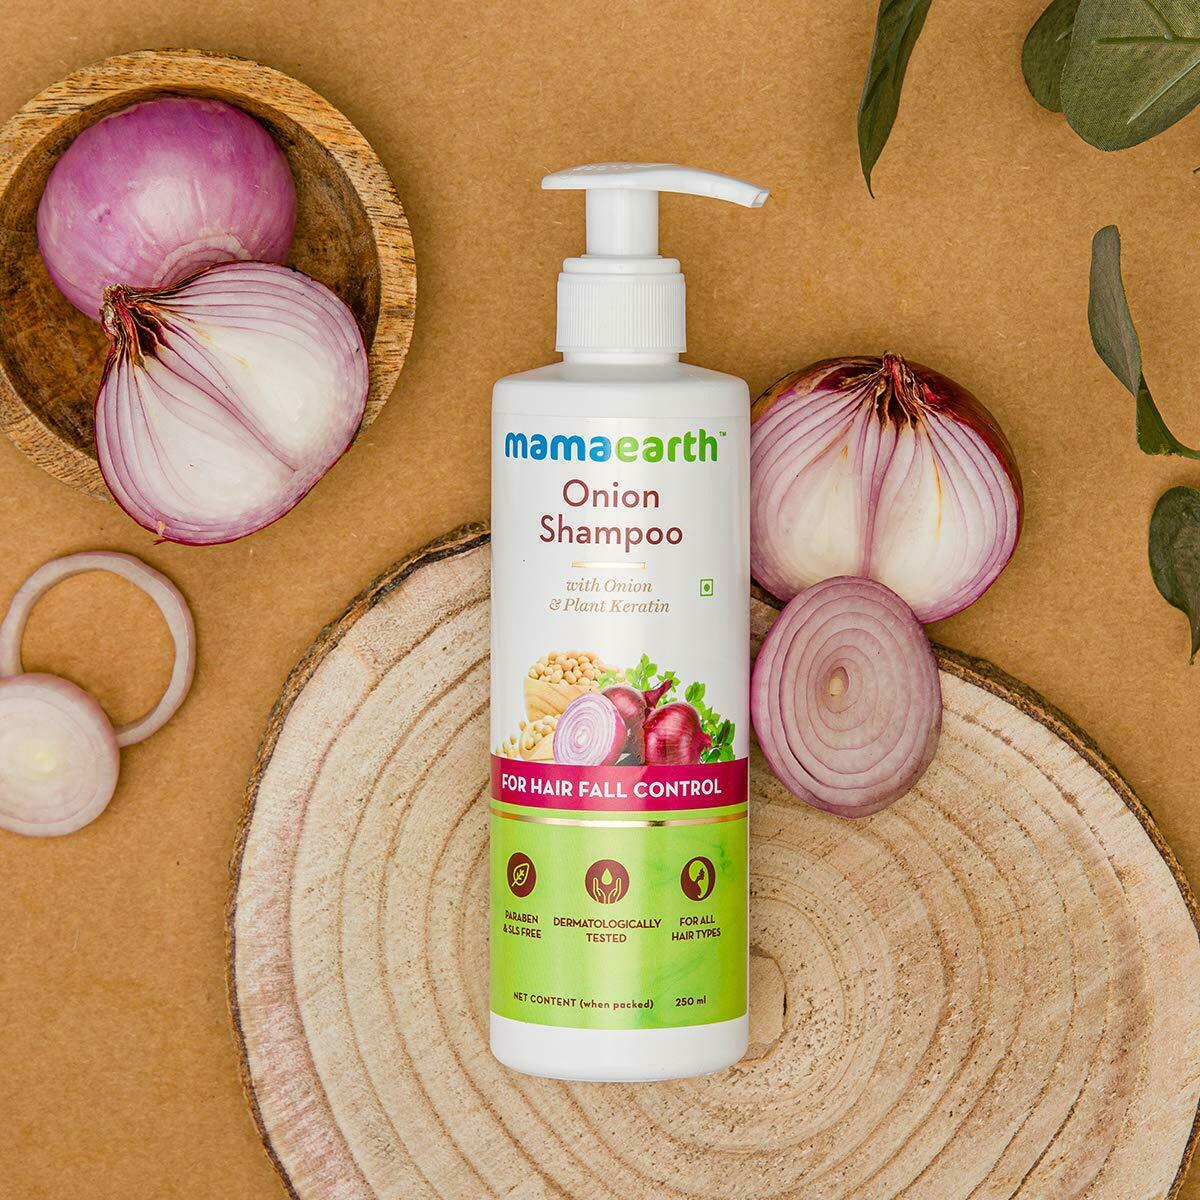 mamaearth™
Onion
Shampoo
with Onion
& Plant Keratin
FOR HAIR FALL CONTROL
PARABEN
& SLS FREE
DERMATOLOGICALLY
TESTED
FOR ALL
HAIR TYPES
NET CONTENT (when packed) 250 ml